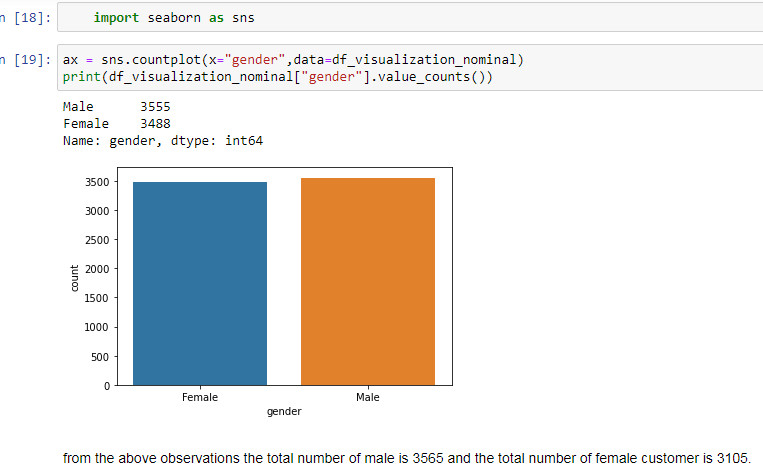 n [18]: import seaborn as sns
n [19]: ax = sns.countplot(x="gender",data=df_visualization_nominal)
print(df_visualization_nominal["gender"].value_counts())
Male 3555
Female 3488
Name: gender, dtype: int64
3500
3000
2500
2000
1500
1000
500
0
count
Female Male
gender
from the above observations the total number of male is 3565 and the total number of female customer is 3105.